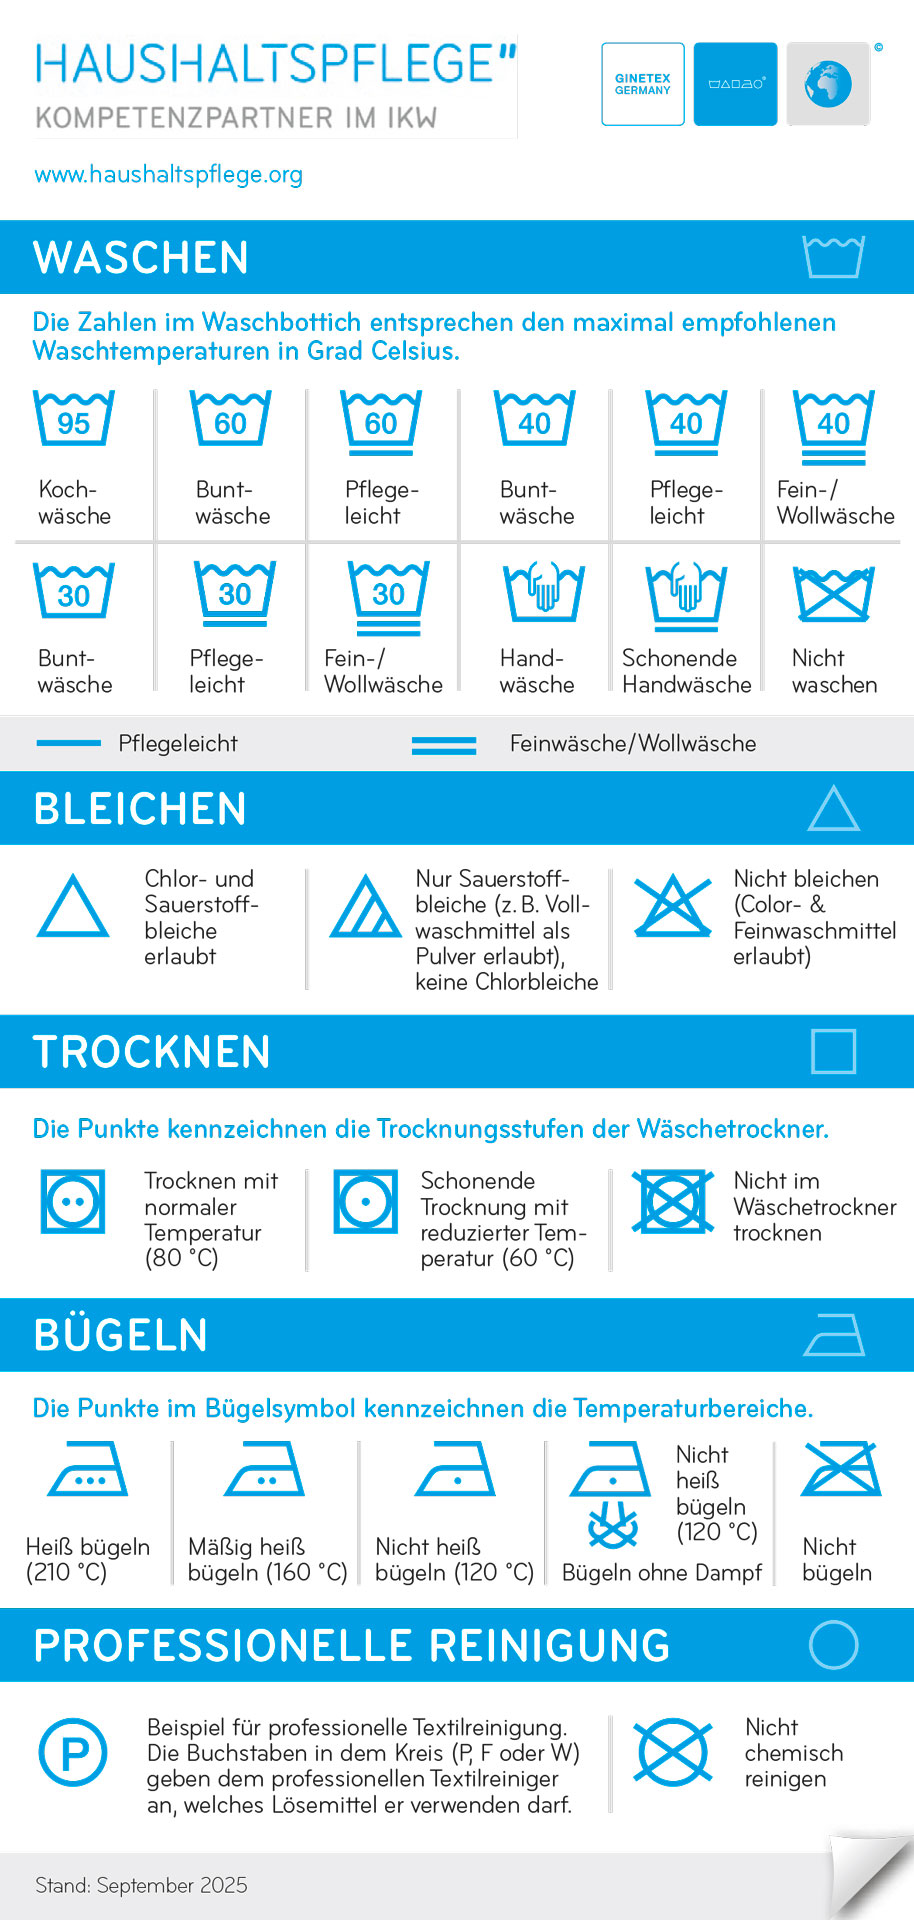 HAUSHALTSPFLEGE"
KOMPETENZPARTNER IM IKW
GINETEX
GERMANY
©
www.haushaltspflege.org
WASCHEN
Die Zahlen im Waschbottich entsprechen den maximal empfohlenen
Waschtemperaturen in Grad Celsius.
95
Koch-
wäsche
60
Bunt-
wäsche
60
Pflege-
leicht
40
Bunt-
wäsche
40
Pflege-
leicht
40
Fein-/
Wollwäsche
30
Bunt-
wäsche
30
Pflege-
leicht
30
Fein-/
Wollwäsche
Hand-
wäsche
Schonende
Handwäsche
Nicht
waschen
Pflegeleicht
Feinwäsche/Wollwäsche
BLEICHEN
Chlor- und
Sauerstoff-
bleiche
erlaubt
Nur Sauerstoff-
bleiche (z. B. Voll-
waschmittel als
Pulver erlaubt),
keine Chlorbleiche
Nicht bleichen
(Color- &
Feinwaschmittel
erlaubt)
TROCKNEN
Die Punkte kennzeichnen die Trocknungsstufen der Wäschetrockner.
Trocknen mit
normaler
Temperatur
(80 °C)
Schonende
Trocknung mit
reduzierter Tem-
peratur (60 °C)
Nicht im
Wäschetrockner
trocknen
BÜGELN
Die Punkte im Bügelsymbol kennzeichnen die Temperaturbereiche.
Heiß bügeln
(210 °C)
Mäßig heiß
bügeln (160 °C)
Nicht heiß
bügeln (120 °C)
Nicht
heiß
bügeln
(120 °C)
Bügeln ohne Dampf
Nicht
bügeln
PROFESSIONELLE REINIGUNG
P
Beispiel für professionelle Textilreinigung.
Die Buchstaben in dem Kreis (P, F oder W)
geben dem professionellen Textilreiniger
an, welches Lösemittel er verwenden darf.
Nicht
chemisch
reinigen
Stand: September 2025